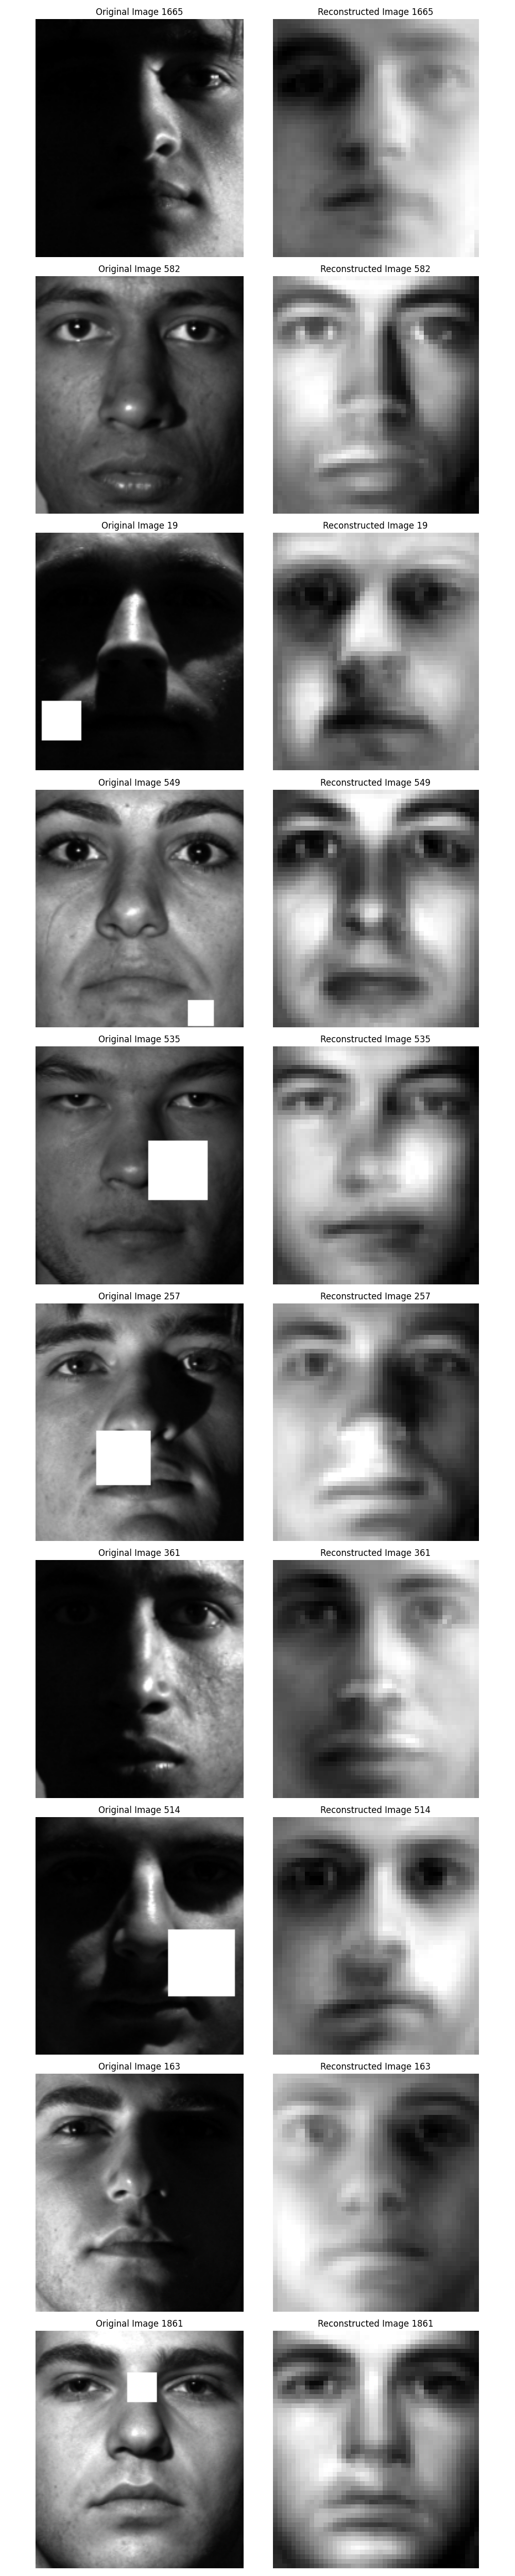 Original Image 1665
Reconstructed Image 1665
Original Image 582
Reconstructed Image 582
Original Image 19
Reconstructed Image 19
Original Image 549
Reconstructed Image 549
Original Image 535
Reconstructed Image 535
Original Image 257
Reconstructed Image 257
Original Image 361
Reconstructed Image 361
Original Image 514
Reconstructed Image 514
Original Image 163
Reconstructed Image 163
Original Image 1861
Reconstructed Image 1861